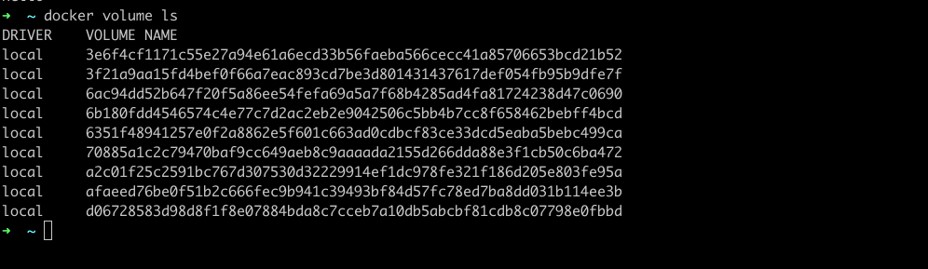 ➜  ~ docker volume ls
DRIVER    VOLUME NAME
local     3e6f4cf1171c55e27a94e61a6ecd33b56faeba566cecc41a85706653bcd21b52
local     3f21a9aa15fd4bef0f66a7eac893cd7be3d801431437617def054fb95b9dfe7f
local     6ac94dd52b647f20f5a86ee54fefa69a5a7f68b4285ad4fa81724238d47c0690
local     6b180fdd4546574c4e77c7d2ac2eb2e9042506c5bb4b7cc8f658462bebff4bcd
local     6351f48941257e0f2a8862e5f601c663ad0cdbcf83ce33dcd5eaba5bebc499ca
local     70885a1c2c79470baf9cc649aeb8c9aaaada2155d266dda88e3f1cb50c6ba472
local     a2c01f25c2591bc767d307530d32229914ef1dc978fe321f186d205e803fe95a
local     afaeed76be0f51b2c666fec9b941c39493bf84d57fc78ed7ba8dd031b114ee3b
local     d06728583d98d8f1f8e07884bda8c7cceb7a10db5abcbf81cdb8c07798e0fbbd
➜  ~